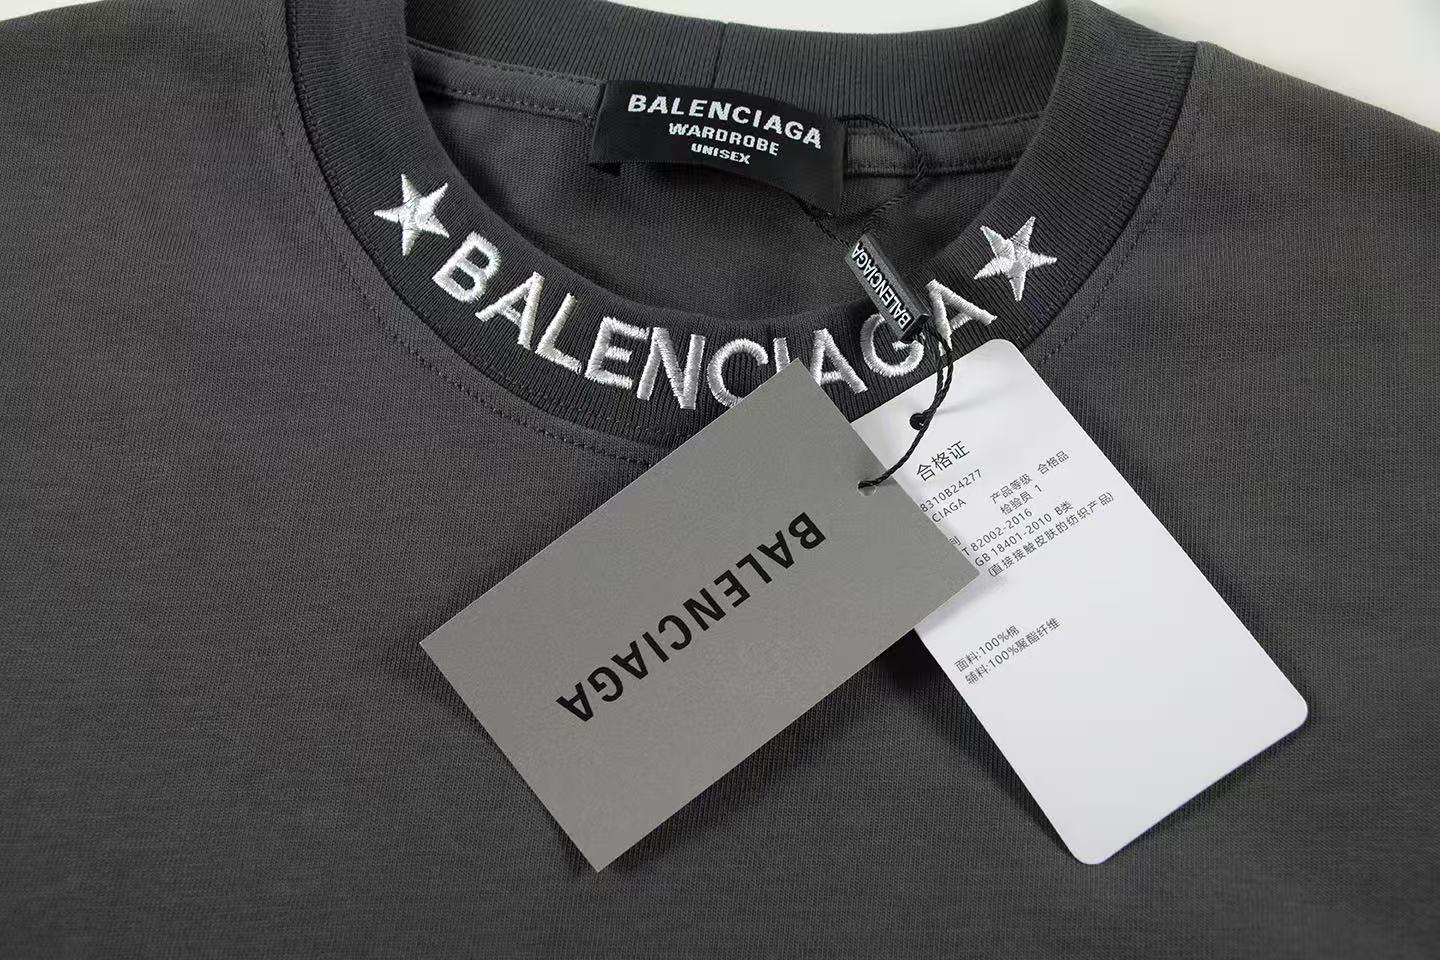 BALENCIAGA
WARDROBE
UNISEX
BALENCIAGA
BALENCIAGA
BALENCIAGA
合格证
8310B24277
CIAGA
产品等级 合格品
检验员 1
T 82002-2016
GB 18401-2010 B类
(直接接触皮肤的纺织产品)
面料:100%棉
辅料:100%聚酯纤维